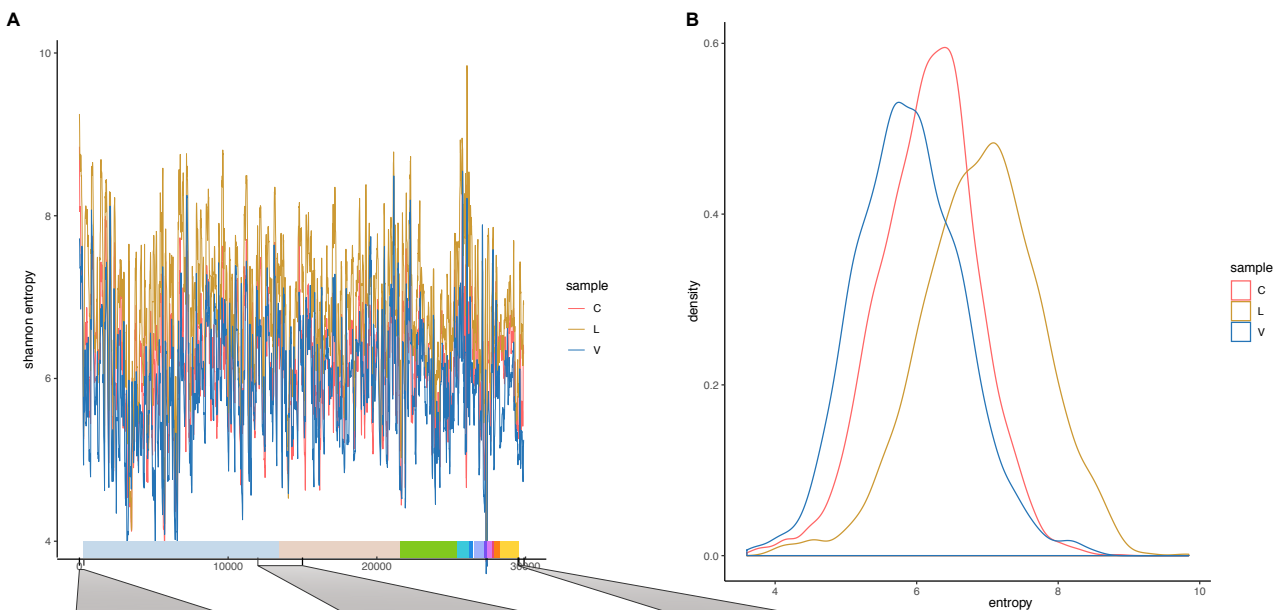 A
B
10
8
6
4
shannon entropy
0
10000
20000
30000
sample
C
L
V
0.6
0.4
0.2
0.0
density
4
6
8
10
entropy
sample
C
L
V